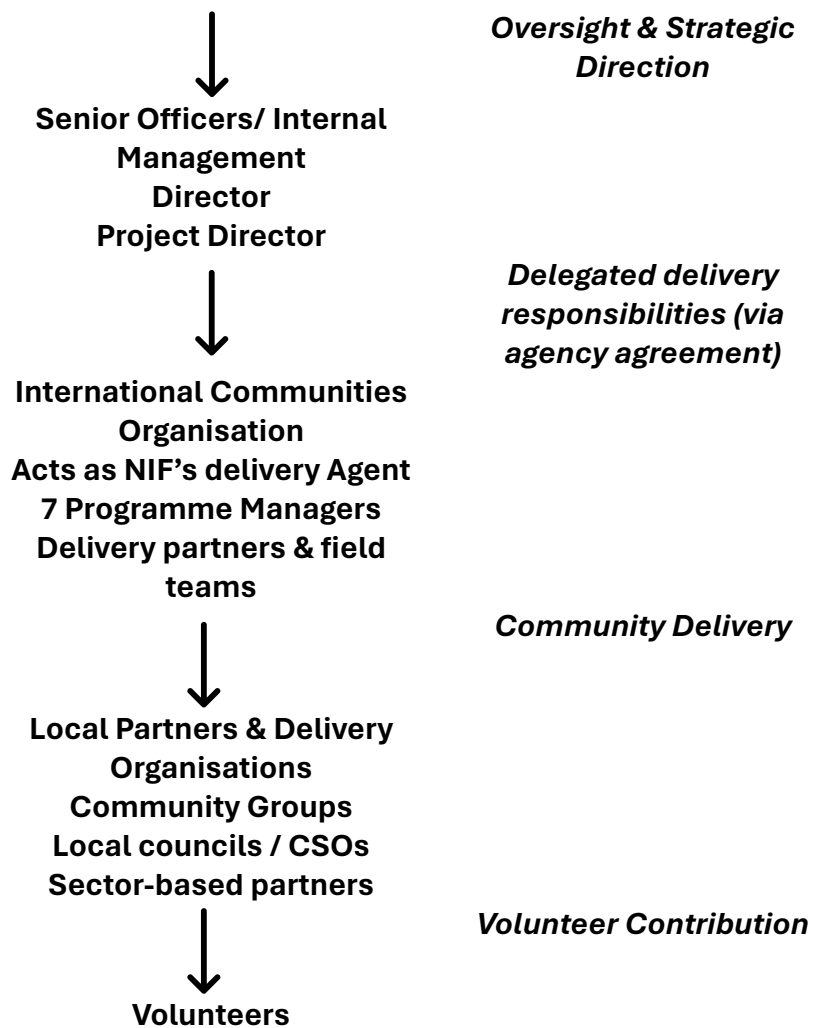 Oversight & Strategic
Direction
Senior Officers/ Internal
Management
Director
Project Director
Delegated delivery
responsibilities (via
agency agreement)
International Communities
Organisation
Acts as NIF’s delivery Agent
7 Programme Managers
Delivery partners & field
teams
Community Delivery
Local Partners & Delivery
Organisations
Community Groups
Local councils / CSOs
Sector-based partners
Volunteer Contribution
Volunteers